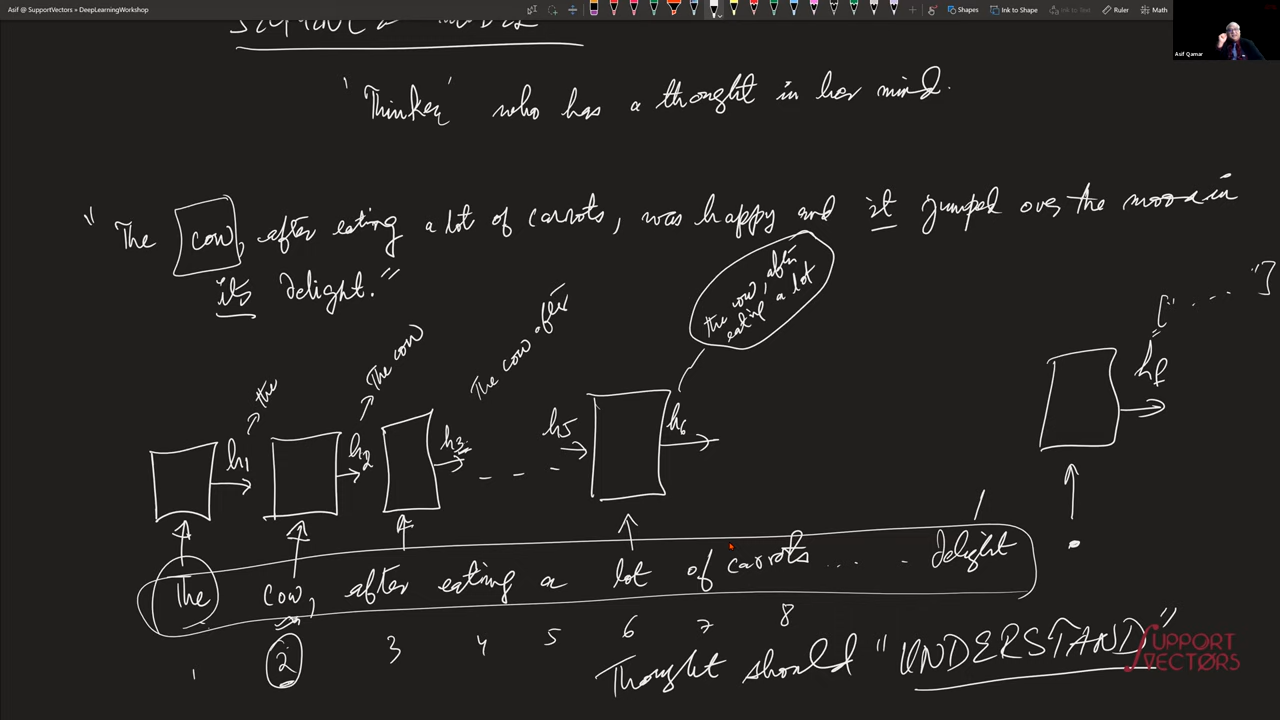 Asif @ SupportVectors » DeepLearningWorkshop
Shapes
Ink to Shape
Ink to Text
Ruler
Math
Asif Qamar
'Thinker' who has a thought in her mind.
"The cow, after eating a lot of carrots, was happy and it jumped over the moon in
its delight."
the
The cow
The cow after
the cow, after
eating a lot
[" .... "]
h1
h2
h3
h5
h6
hf
The cow, after eating a lot of carrots .... delight
1 2 3 4 5 6 7 8
Thought should "UNDERSTAND"
SUPPORT
VECTORS